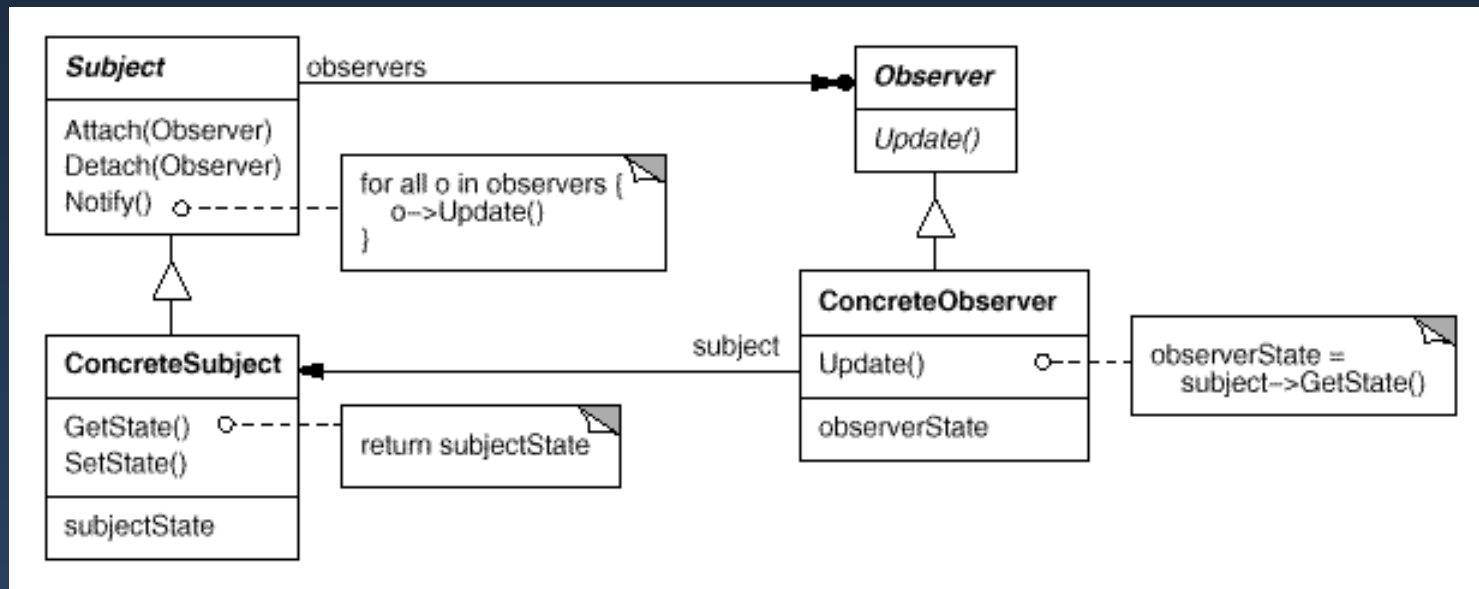 Subject
observers
Attach(Observer)
Detach(Observer)
Notify()
for all o in observers {
o−>Update()
}
Observer
Update()
ConcreteSubject
GetState()
SetState()
subjectState
return subjectState
subject
ConcreteObserver
Update()
observerState
observerState =
subject−>GetState()